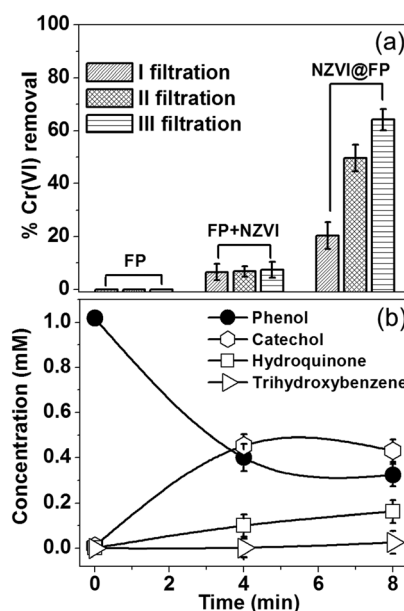 (a)
% Cr(VI) removal
100
80
60
40
20
0
I filtration
II filtration
III filtration
NZVI@FP
FP+NZVI
FP
(b)
Concentration (mM)
1.0
0.8
0.6
0.4
0.2
0.0
Phenol
Catechol
Hydroquinone
Trihydroxybenzene
0 2 4 6 8
Time (min)